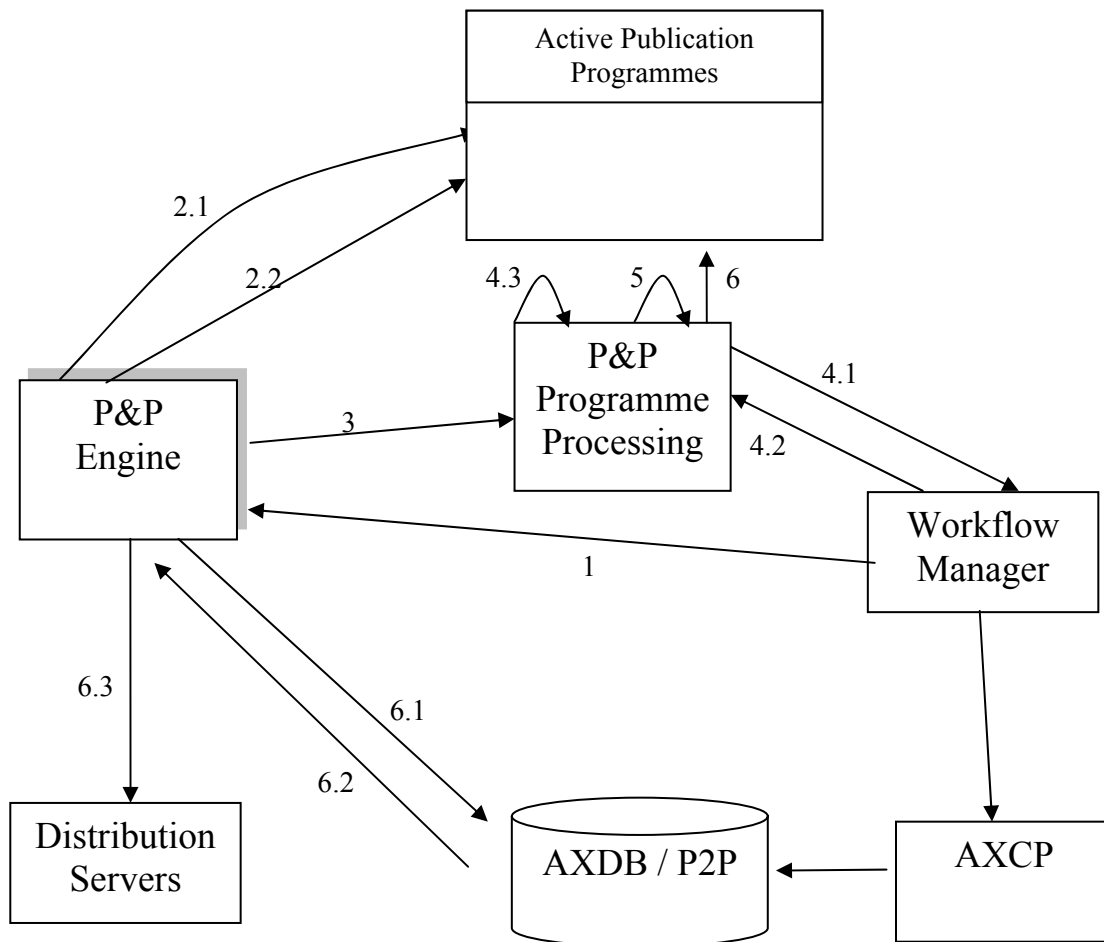 Active Publication
Programmes
2.1
2.2
4.3
5
6
P&P
Programme
Processing
4.1
4.2
P&P
Engine
3
Workflow
Manager
1
6.3
6.1
6.2
Distribution
Servers
AXDB / P2P
AXCP